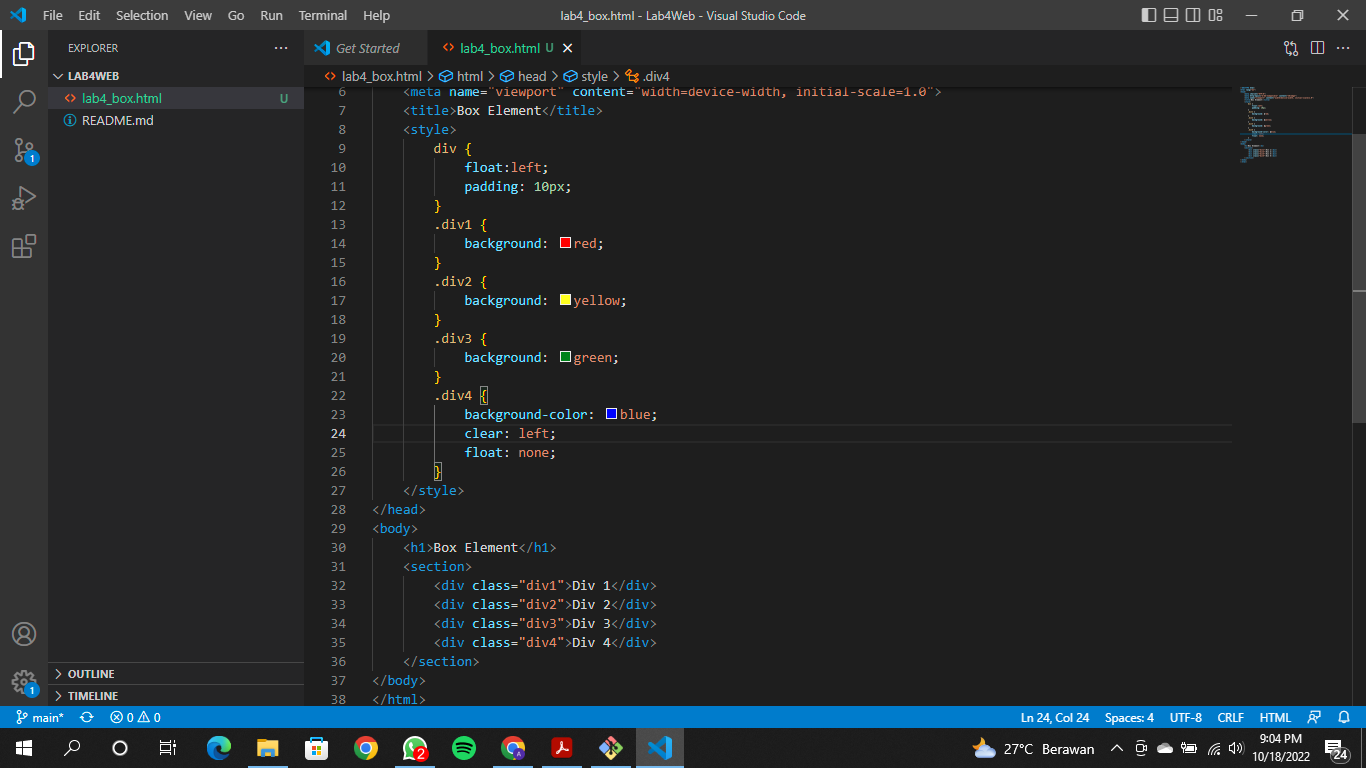 File Edit Selection View Go Run Terminal Help lab4_box.html - Lab4Web - Visual Studio Code
EXPLORER
LAB4WEB
lab4_box.html U
README.md
OUTLINE
TIMELINE
1
1
Get Started lab4_box.html U
lab4_box.html > html > head > style > .div4
6 <meta name="viewport" content="width=device-width, initial-scale=1.0">
7 <title>Box Element</title>
8 <style>
9 div {
10 float:left;
11 padding: 10px;
12 }
13 .div1 {
14 background: red;
15 }
16 .div2 {
17 background: yellow;
18 }
19 .div3 {
20 background: green;
21 }
22 .div4 {
23 background-color: blue;
24 clear: left;
25 float: none;
26 }
27 </style>
28 </head>
29 <body>
30 <h1>Box Element</h1>
31 <section>
32 <div class="div1">Div 1</div>
33 <div class="div2">Div 2</div>
34 <div class="div3">Div 3</div>
35 <div class="div4">Div 4</div>
36 </section>
37 </body>
38 </html>
main* 0 0 Ln 24, Col 24 Spaces: 4 UTF-8 CRLF HTML
2 A 27°C Berawan 9:04 PM
10/18/2022 24